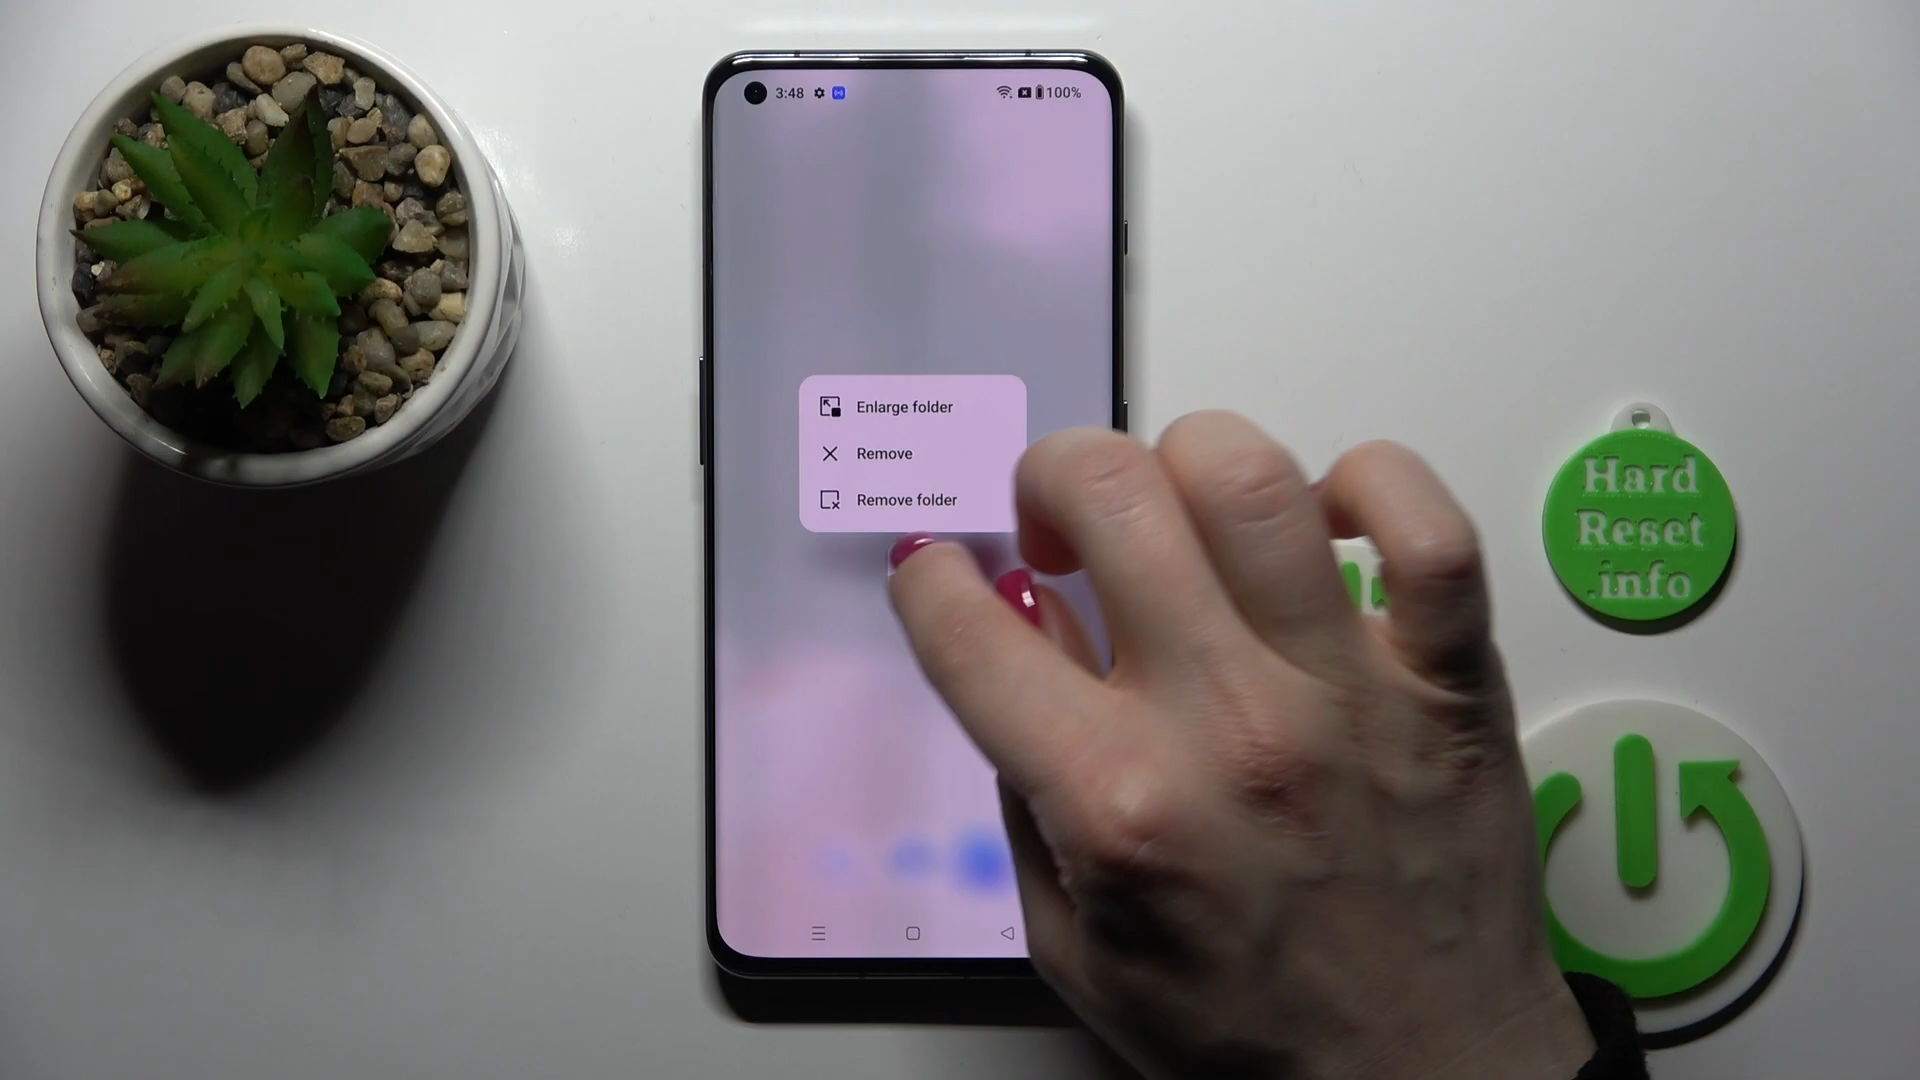 3:48
100%
Enlarge folder
Remove
Remove folder
Hard
Reset
.info